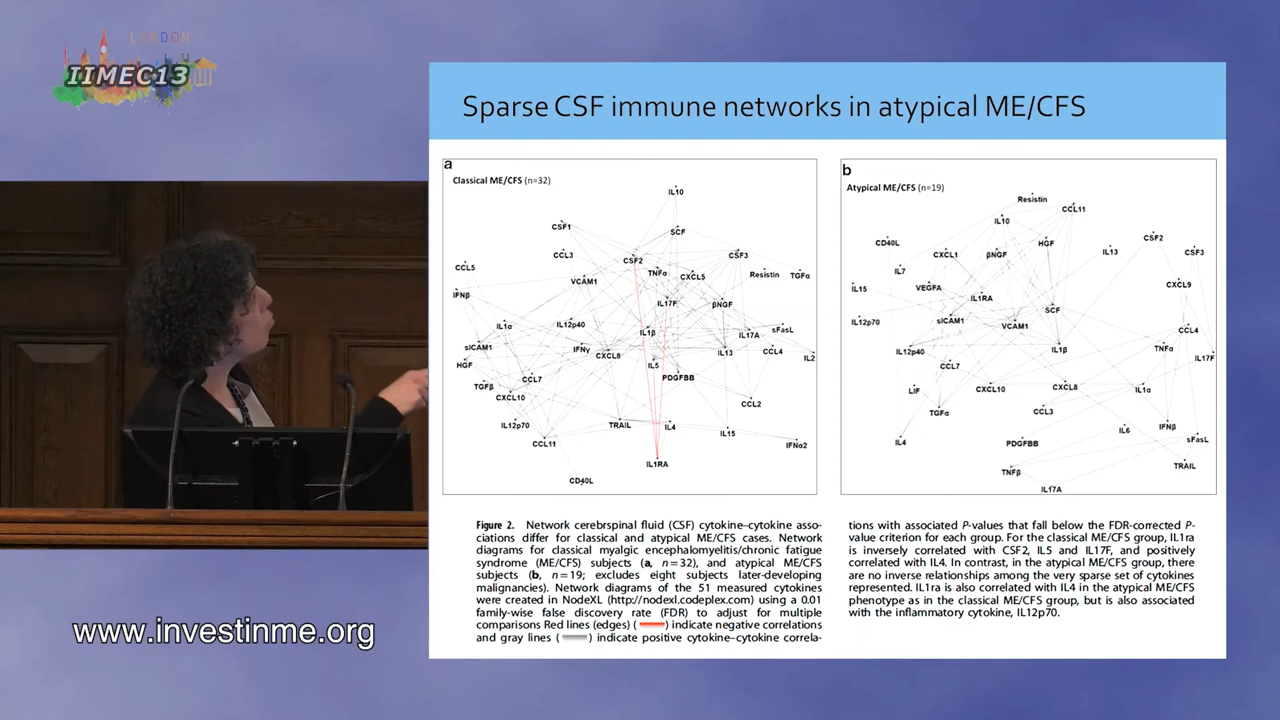 LONDON
IIMEC13
www.investinme.org
Sparse CSF immune networks in atypical ME/CFS
a
Classical ME/CFS (n=32)
IL10
CSF1
SCF
CCL3
CSF2
CSF3
CCL5
TNFα
CXCL5
Resistin
TGFα
VCAM1
IFNβ
IL17F
βNGF
IL1α
IL12p40
IL1β
IL17A
sFasL
sICAM1
IFNγ
CXCL8
IL13
CCL4
IL2
HGF
IL5
PDGFBB
TGFβ
CCL7
CXCL10
CCL2
IL12p70
TRAIL
IL4
IL15
CCL11
IFNα2
IL1RA
CD40L
b
Atypical ME/CFS (n=19)
Resistin
CCL11
IL10
CD40L
CXCL1
βNGF
HGF
IL13
CSF2
CSF3
IL7
IL15
VEGFA
IL1RA
CXCL9
SCF
IL12p70
sICAM1
VCAM1
CCL4
IL12p40
IL1β
TNFα
IL17F
CCL7
LIF
CXCL10
CXCL8
IL1α
TGFα
CCL3
IL6
IFNβ
IL4
PDGFBB
sFasL
TNFβ
TRAIL
IL17A
Figure 2. Network cerebrspinal fluid (CSF) cytokine–cytokine asso-
ciations differ for classical and atypical ME/CFS cases. Network
diagrams for classical myalgic encephalomyelitis/chronic fatigue
syndrome (ME/CFS) subjects (a, n=32), and atypical ME/CFS
subjects (b, n=19; excludes eight subjects later-developing
malignancies). Network diagrams of the 51 measured cytokines
were created in NodeXL (http://nodexl.codeplex.com) using a 0.01
family-wise false discovery rate (FDR) to adjust for multiple
comparisons Red lines (edges) ( ) indicate negative correlations
and gray lines ( ) indicate positive cytokine–cytokine correla-
tions with associated P-values that fall below the FDR-corrected P-
value criterion for each group. For the classical ME/CFS group, IL1ra
is inversely correlated with CSF2, IL5 and IL17F, and positively
correlated with IL4. In contrast, in the atypical ME/CFS group, there
are no inverse relationships among the very sparse set of cytokines
represented. IL1ra is also correlated with IL4 in the atypical ME/CFS
phenotype as in the classical ME/CFS group, but is also associated
with the inflammatory cytokine, IL12p70.